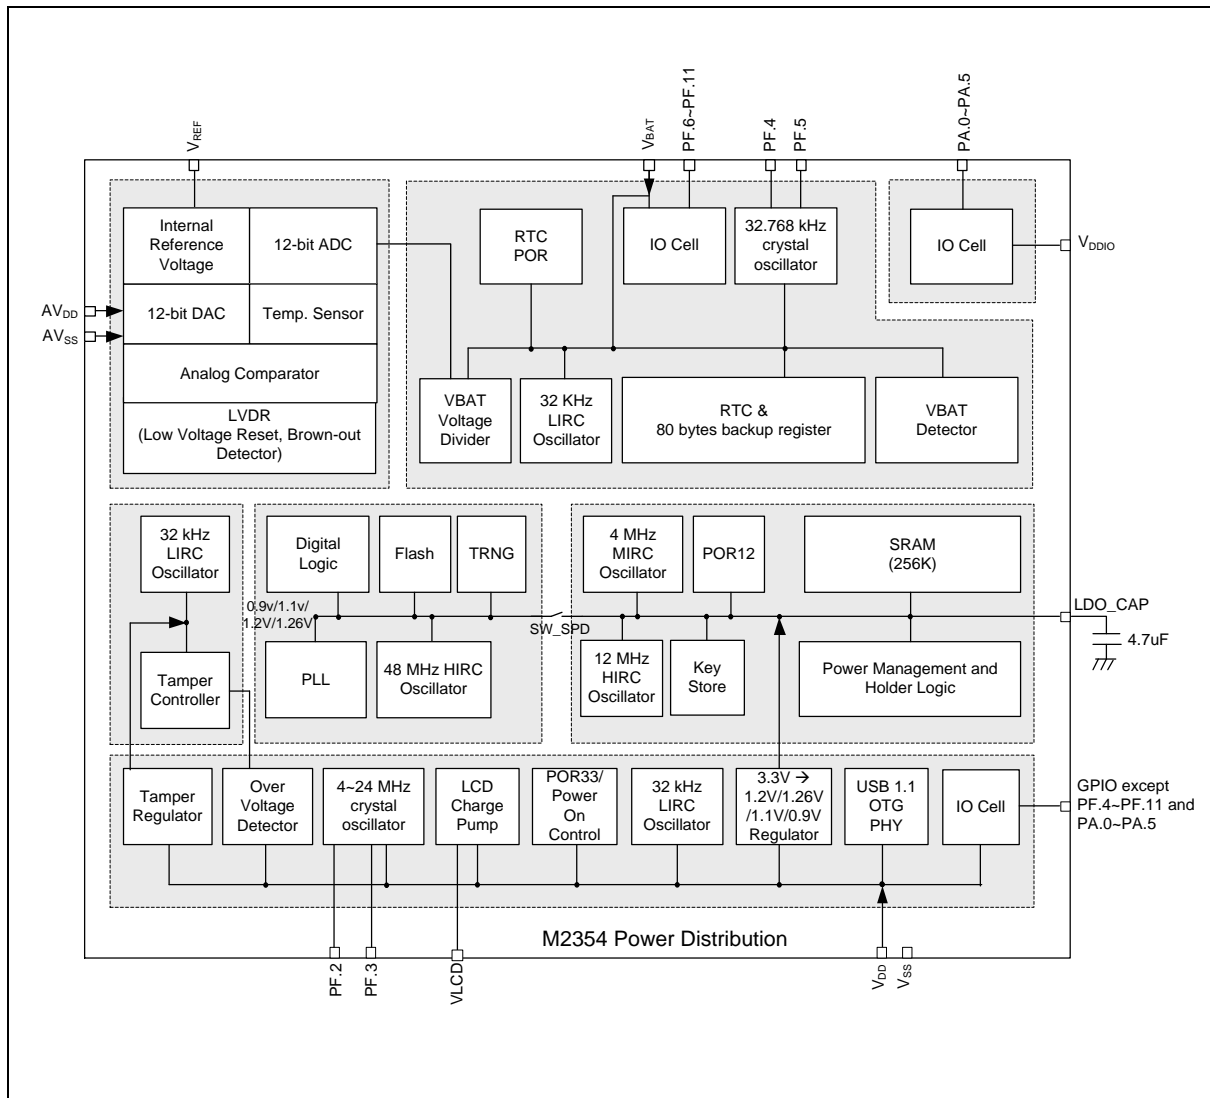 VREF
VBAT
PF.6~PF.11
PF.4
PF.5
PA.0~PA.5
Internal
Reference
Voltage
12-bit ADC
RTC
POR
IO Cell
32.768 kHz
crystal
oscillator
IO Cell
VDDIO
AVDD
AVSS
12-bit DAC
Temp. Sensor
Analog Comparator
LVDR
(Low Voltage Reset, Brown-out
Detector)
VBAT
Voltage
Divider
32 KHz
LIRC
Oscillator
RTC &
80 bytes backup register
VBAT
Detector
32 kHz
LIRC
Oscillator
Digital
Logic
Flash
TRNG
4 MHz
MIRC
Oscillator
POR12
SRAM
(256K)
0.9v/1.1v/
1.2V/1.26V
SW_SPD
LDO_CAP
4.7uF
Tamper
Controller
PLL
48 MHz HIRC
Oscillator
12 MHz
HIRC
Oscillator
Key
Store
Power Management and
Holder Logic
Tamper
Regulator
Over
Voltage
Detector
4~24 MHz
crystal
oscillator
LCD
Charge
Pump
POR33/
Power
On
Control
32 kHz
LIRC
Oscillator
3.3V →
1.2V/1.26V
/1.1V/0.9V
Regulator
USB 1.1
OTG
PHY
IO Cell
GPIO except
PF.4~PF.11 and
PA.0~PA.5
M2354 Power Distribution
PF.2
PF.3
VLCD
VDD
VSS